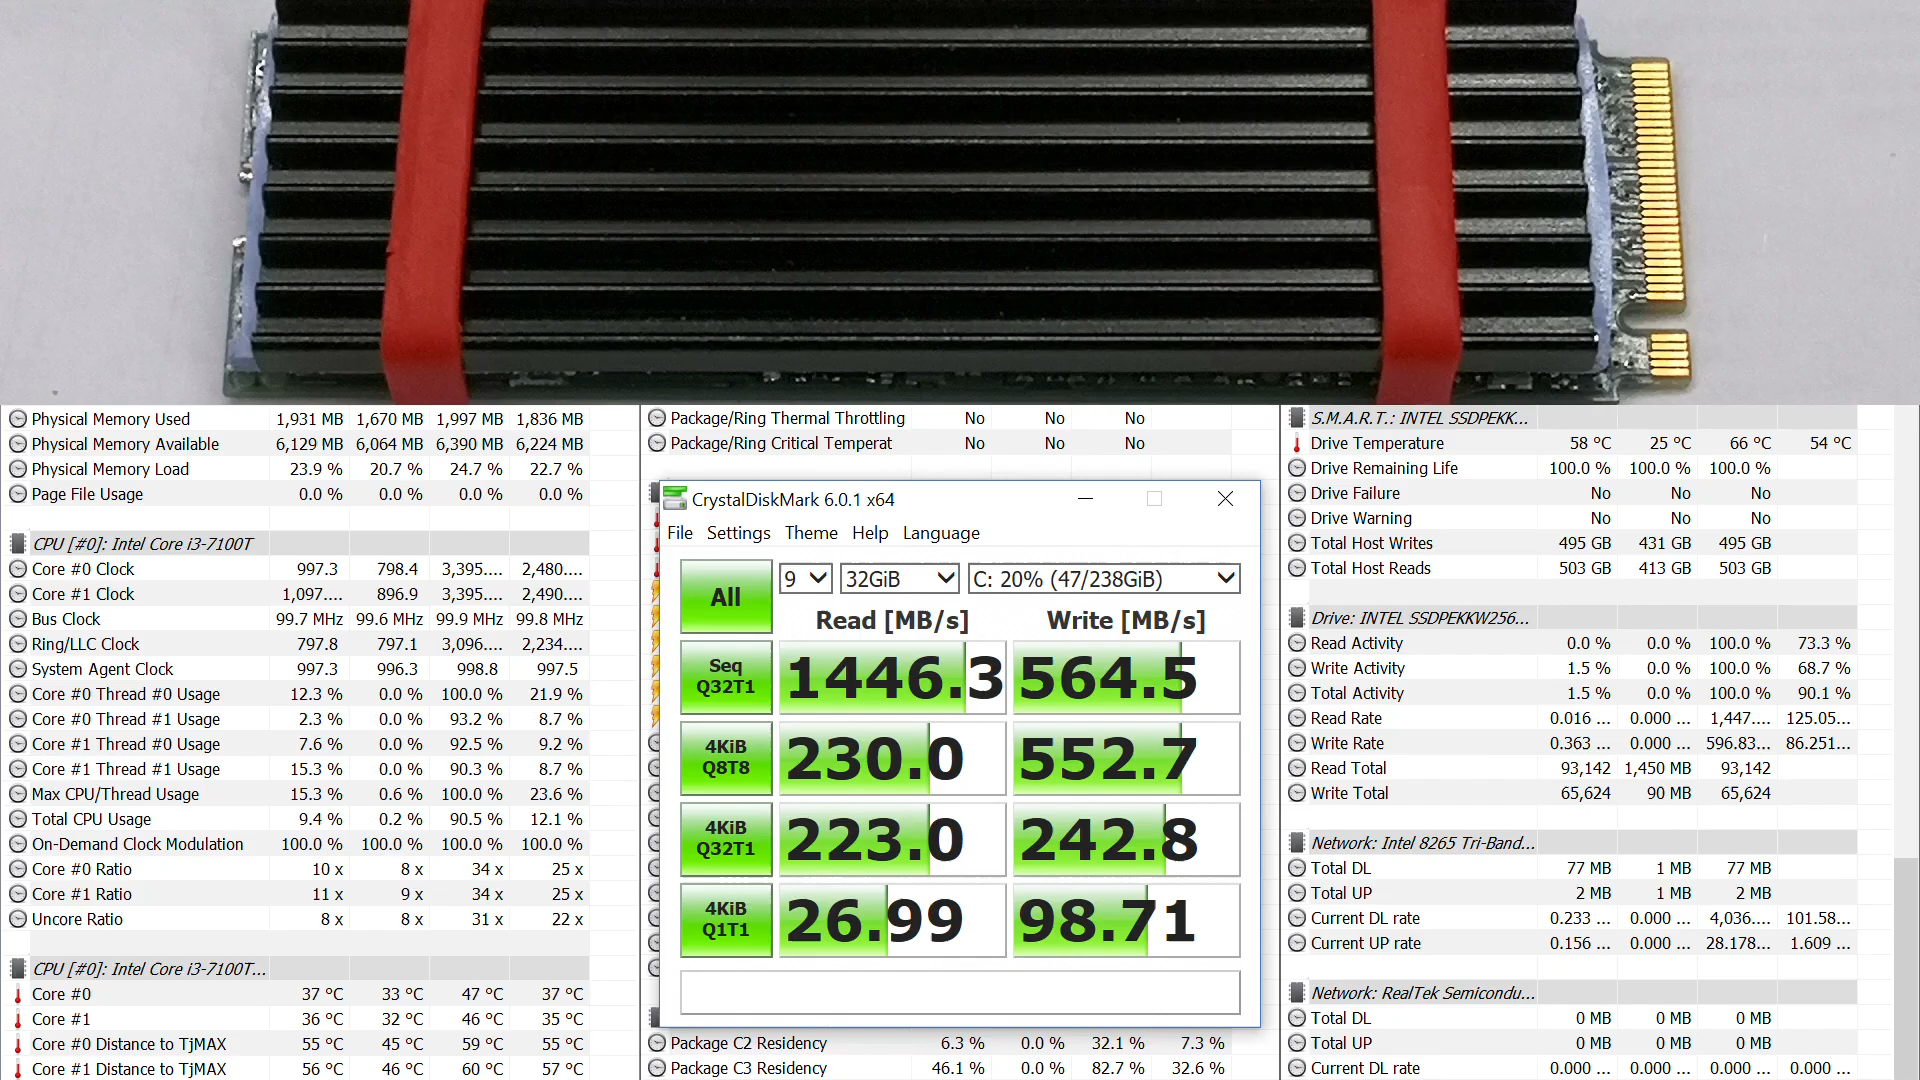 Physical Memory Used 1,931 MB 1,670 MB 1,997 MB 1,836 MB
Physical Memory Available 6,129 MB 6,064 MB 6,390 MB 6,224 MB
Physical Memory Load 23.9 % 20.7 % 24.7 % 22.7 %
Page File Usage 0.0 % 0.0 % 0.0 % 0.0 %
CPU [#0]: Intel Core i3-7100T
Core #0 Clock 997.3 798.4 3,395.... 2,480....
Core #1 Clock 1,097.... 896.9 3,395.... 2,490....
Bus Clock 99.7 MHz 99.6 MHz 99.9 MHz 99.8 MHz
Ring/LLC Clock 797.8 797.1 3,096.... 2,234....
System Agent Clock 997.3 996.3 998.8 997.5
Core #0 Thread #0 Usage 12.3 % 0.0 % 100.0 % 21.9 %
Core #0 Thread #1 Usage 2.3 % 0.0 % 93.2 % 8.7 %
Core #1 Thread #0 Usage 7.6 % 0.0 % 92.5 % 9.2 %
Core #1 Thread #1 Usage 15.3 % 0.0 % 90.3 % 8.7 %
Max CPU/Thread Usage 15.3 % 0.6 % 100.0 % 23.6 %
Total CPU Usage 9.4 % 0.2 % 90.5 % 12.1 %
On-Demand Clock Modulation 100.0 % 100.0 % 100.0 % 100.0 %
Core #0 Ratio 10 x 8 x 34 x 25 x
Core #1 Ratio 11 x 9 x 34 x 25 x
Uncore Ratio 8 x 8 x 31 x 22 x
CPU [#0]: Intel Core i3-7100T...
Core #0 37 °C 33 °C 47 °C 37 °C
Core #1 36 °C 32 °C 46 °C 35 °C
Core #0 Distance to TjMAX 55 °C 45 °C 59 °C 55 °C
Core #1 Distance to TjMAX 56 °C 46 °C 60 °C 57 °C
Package/Ring Thermal Throttling No No No
Package/Ring Critical Temperat No No No
CrystalDiskMark 6.0.1 x64
File Settings Theme Help Language
All 9 32GiB C: 20% (47/238GiB)
Read [MB/s] Write [MB/s]
Seq Q32T1 1446.3 564.5
4KiB Q8T8 230.0 552.7
4KiB Q32T1 223.0 242.8
4KiB Q1T1 26.99 98.71
Package C2 Residency 6.3 % 0.0 % 32.1 % 7.3 %
Package C3 Residency 46.1 % 0.0 % 82.7 % 32.6 %
S.M.A.R.T.: INTEL SSDPEKK...
Drive Temperature 58 °C 25 °C 66 °C 54 °C
Drive Remaining Life 100.0 % 100.0 % 100.0 %
Drive Failure No No No
Drive Warning No No No
Total Host Writes 495 GB 431 GB 495 GB
Total Host Reads 503 GB 413 GB 503 GB
Drive: INTEL SSDPEKKW256...
Read Activity 0.0 % 0.0 % 100.0 % 73.3 %
Write Activity 1.5 % 0.0 % 100.0 % 68.7 %
Total Activity 1.5 % 0.0 % 100.0 % 90.1 %
Read Rate 0.016 ... 0.000 ... 1,447.... 125.05...
Write Rate 0.363 ... 0.000 ... 596.83... 86.251...
Read Total 93,142 1,450 MB 93,142
Write Total 65,624 90 MB 65,624
Network: Intel 8265 Tri-Band...
Total DL 77 MB 1 MB 77 MB
Total UP 2 MB 1 MB 2 MB
Current DL rate 0.233 ... 0.000 ... 4,036.... 101.58...
Current UP rate 0.156 ... 0.000 ... 28.178... 1.609 ...
Network: RealTek Semicondu...
Total DL 0 MB 0 MB 0 MB
Total UP 0 MB 0 MB 0 MB
Current DL rate 0.000 ... 0.000 ... 0.000 ... 0.000 ...